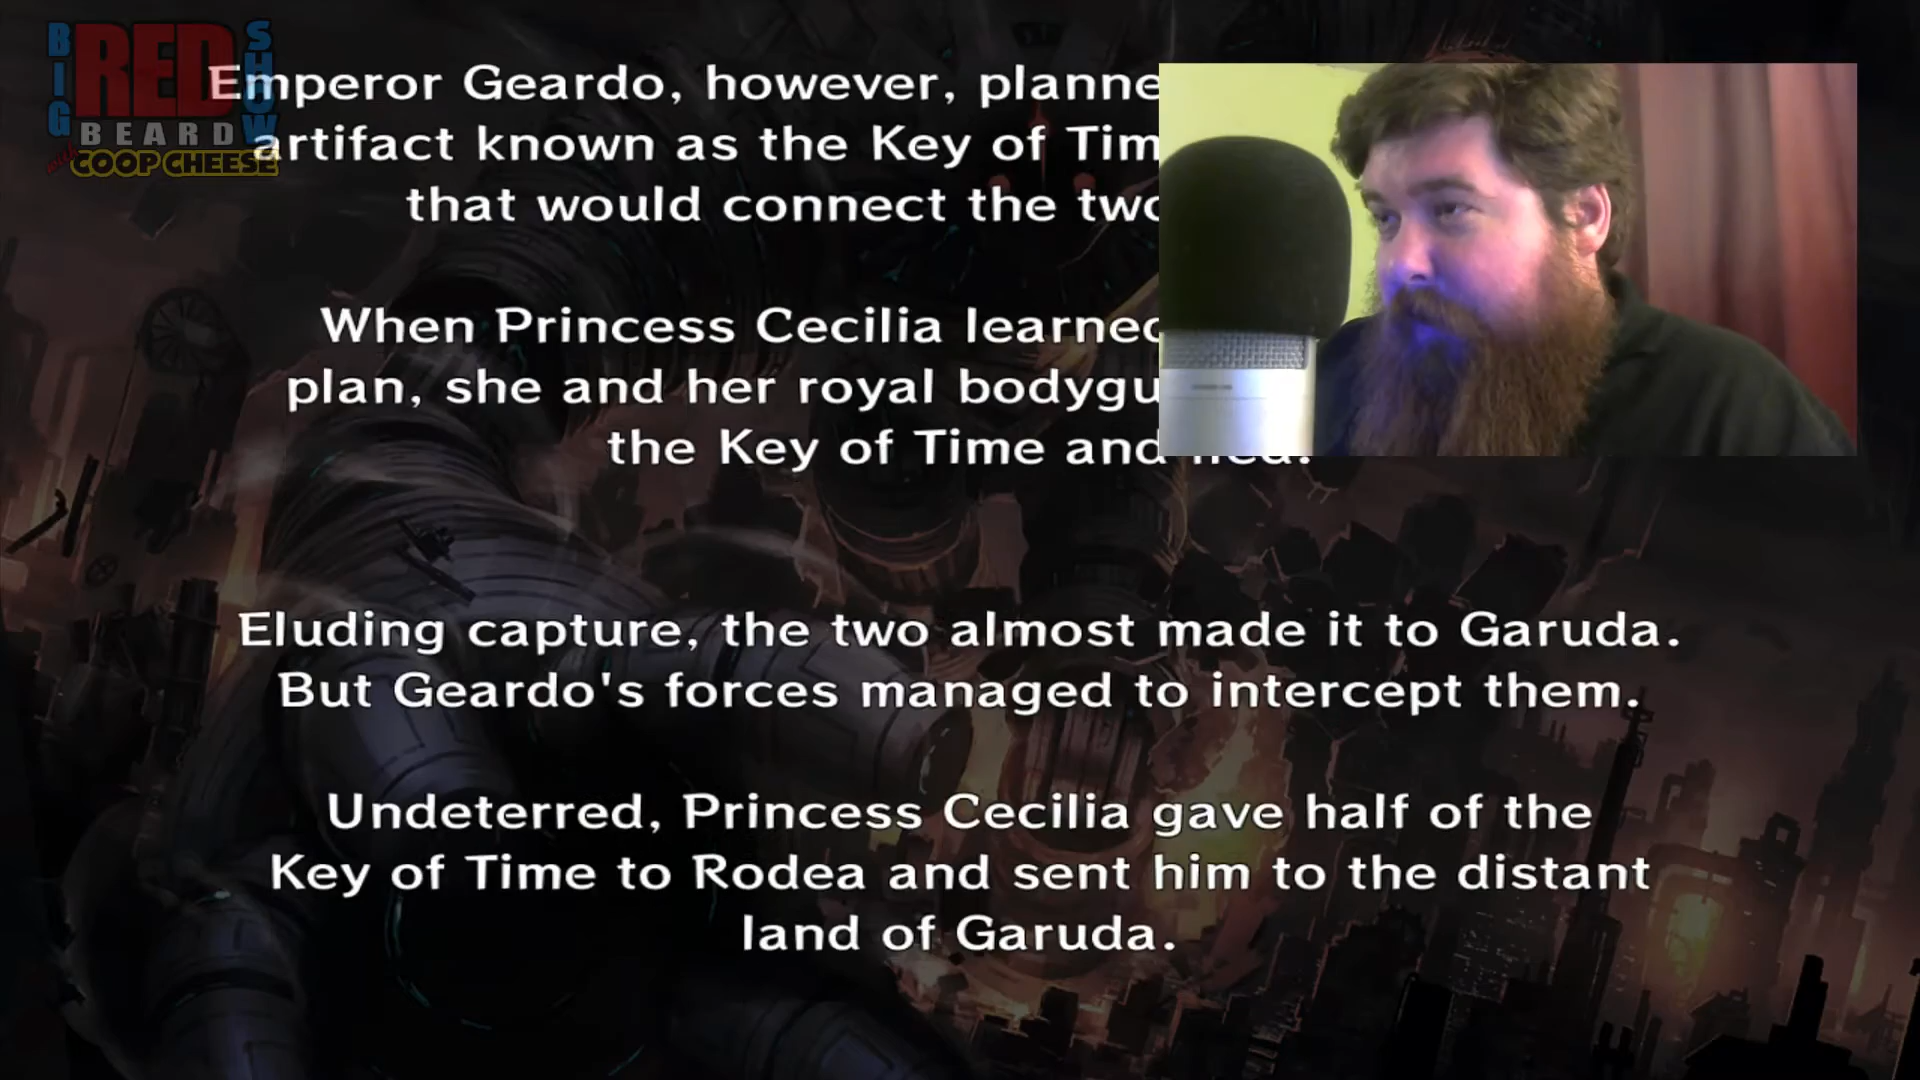 BIG RED SHOW
BEARD
with COOP CHEESE
Emperor Geardo, however, planne
artifact known as the Key of Tim
that would connect the two
When Princess Cecilia learned
plan, she and her royal bodygu
the Key of Time and fled.
Eluding capture, the two almost made it to Garuda.
But Geardo's forces managed to intercept them.
Undeterred, Princess Cecilia gave half of the
Key of Time to Rodea and sent him to the distant
land of Garuda.